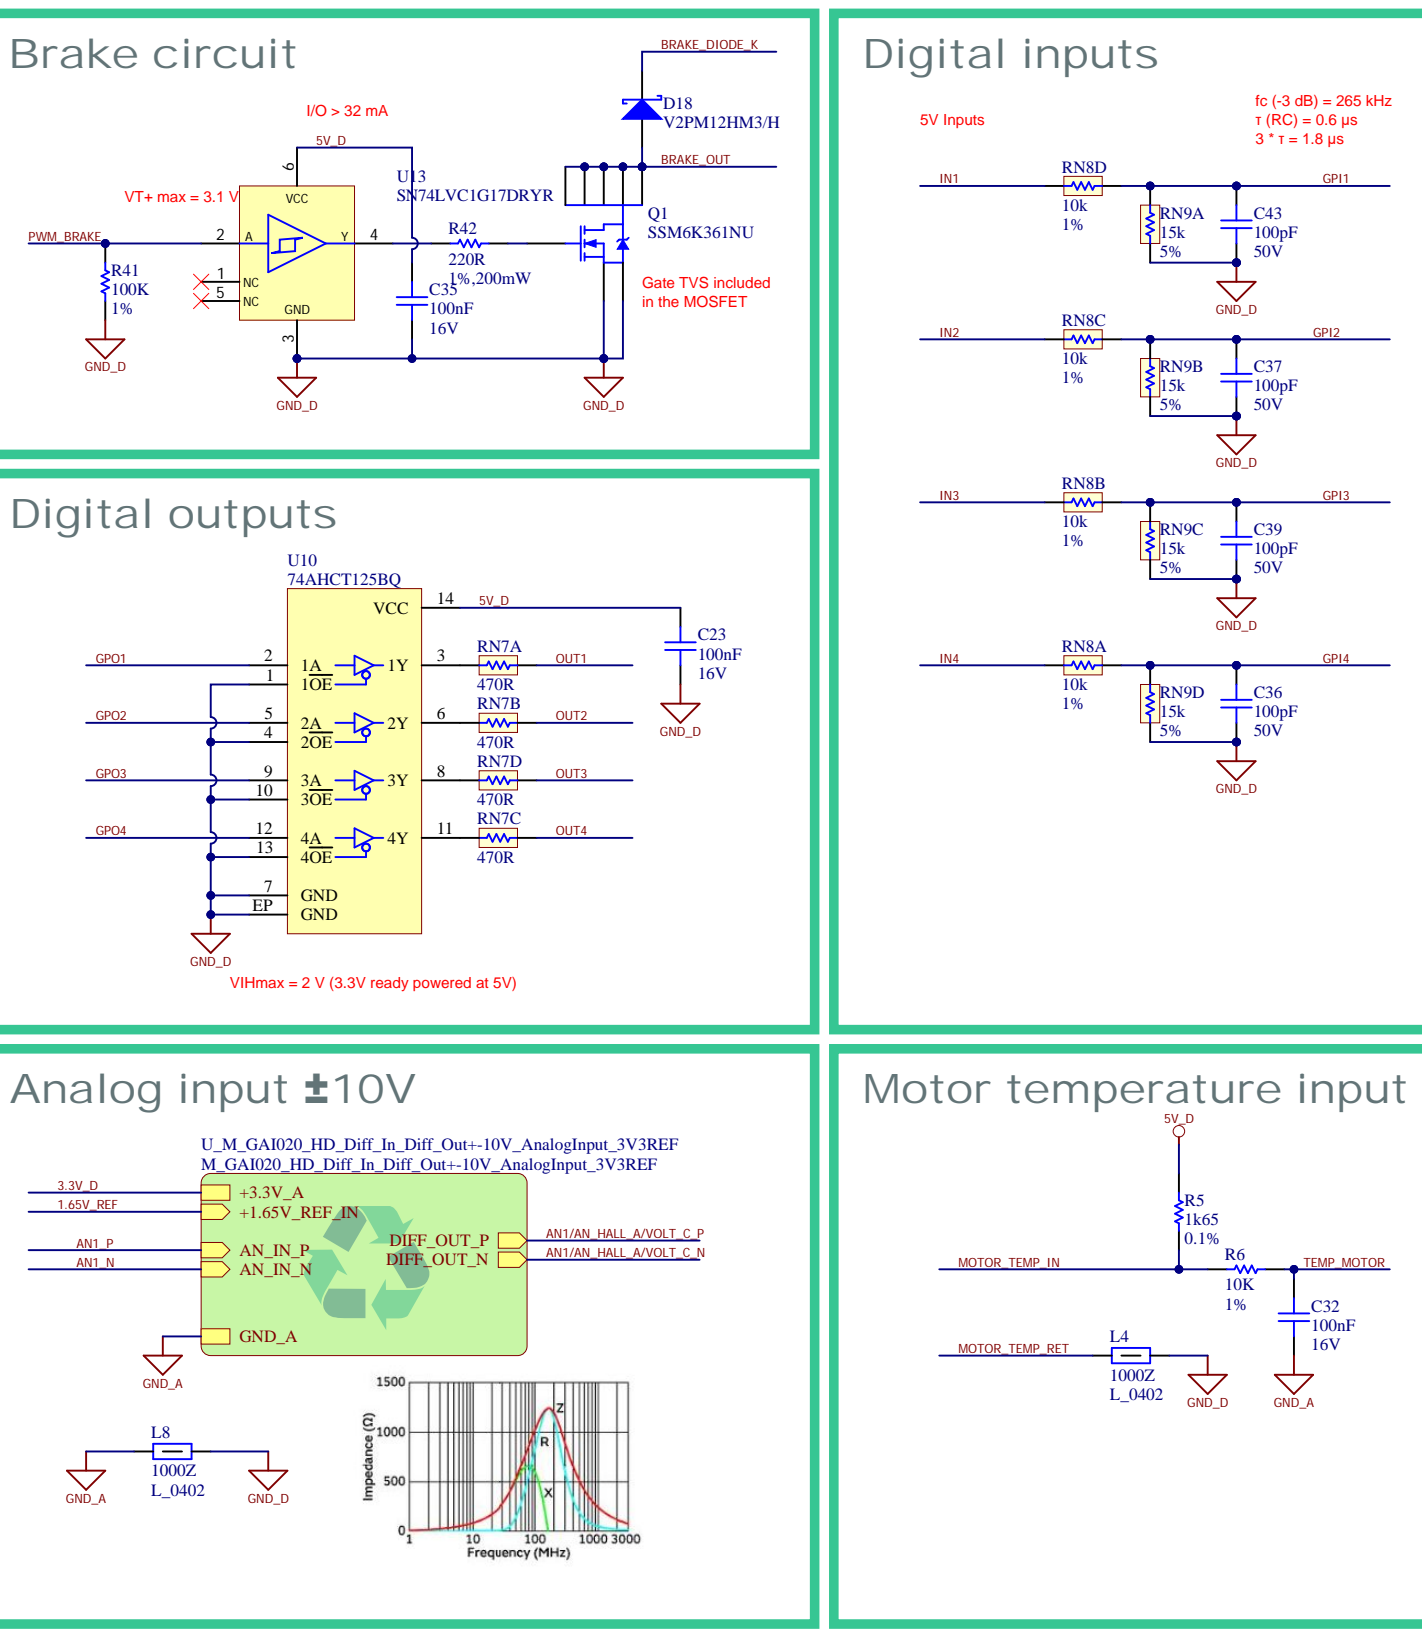 Brake circuit
BRAKE_DIODE_K
I/O > 32 mA
D18
V2PM12HM3/H
5V_D
BRAKE_OUT
6
U13
SN74LVC1G17DRYR
VT+ max = 3.1 V
VCC
Q1
SSM6K361NU
PWM_BRAKE
2
A
Y
4
R42
220R
1%,200mW
R41
100K
1%
1
NC
5
NC
GND
3
C35
100nF
16V
Gate TVS included
in the MOSFET
GND_D
GND_D
GND_D
Digital inputs
5V Inputs
fc (-3 dB) = 265 kHz
τ (RC) = 0.6 µs
3 * τ = 1.8 µs
IN1
RN8D
10k
1%
RN9A
15k
5%
C43
100pF
50V
GPI1
GND_D
IN2
RN8C
10k
1%
RN9B
15k
5%
C37
100pF
50V
GPI2
GND_D
IN3
RN8B
10k
1%
RN9C
15k
5%
C39
100pF
50V
GPI3
GND_D
IN4
RN8A
10k
1%
RN9D
15k
5%
C36
100pF
50V
GPI4
GND_D
Digital outputs
U10
74AHCT125BQ
VCC
14
5V_D
C23
100nF
16V
GND_D
GPO1
2
1A
1Y
3
RN7A
470R
OUT1
1
1OE
GPO2
5
2A
2Y
6
RN7B
470R
OUT2
4
2OE
GPO3
9
3A
3Y
8
RN7D
470R
OUT3
10
3OE
GPO4
12
4A
4Y
11
RN7C
470R
OUT4
13
4OE
7
GND
EP
GND
GND_D
VIHmax = 2 V (3.3V ready powered at 5V)
Analog input ±10V
U_M_GAI020_HD_Diff_In_Diff_Out+-10V_AnalogInput_3V3REF
M_GAI020_HD_Diff_In_Diff_Out+-10V_AnalogInput_3V3REF
3.3V_D
+3.3V_A
1.65V_REF
+1.65V_REF_IN
AN1_P
AN_IN_P
AN1_N
AN_IN_N
DIFF_OUT_P
AN1/AN_HALL_A/VOLT_C_P
DIFF_OUT_N
AN1/AN_HALL_A/VOLT_C_N
GND_A
GND_A
L8
1000Z
L_0402
GND_A
GND_D
1500
1000
500
0
Impedance (Ω)
Z
R
X
1
10
100
1000
3000
Frequency (MHz)
Motor temperature input
5V_D
R5
1k65
0.1%
MOTOR_TEMP_IN
R6
10K
1%
TEMP_MOTOR
C32
100nF
16V
MOTOR_TEMP_RET
L4
1000Z
L_0402
GND_D
GND_A